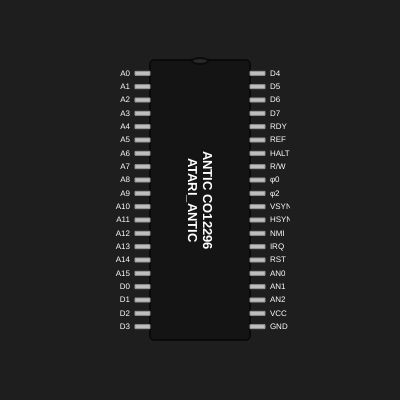 A0
A1
A2
A3
A4
A5
A6
A7
A8
A9
A10
A11
A12
A13
A14
A15
D0
D1
D2
D3
ANTIC CO12296
ATARI_ANTIC
D4
D5
D6
D7
RDY
REF
HALT
R/W
φ0
φ2
VSYN
HSYN
NMI
IRQ
RST
AN0
AN1
AN2
VCC
GND